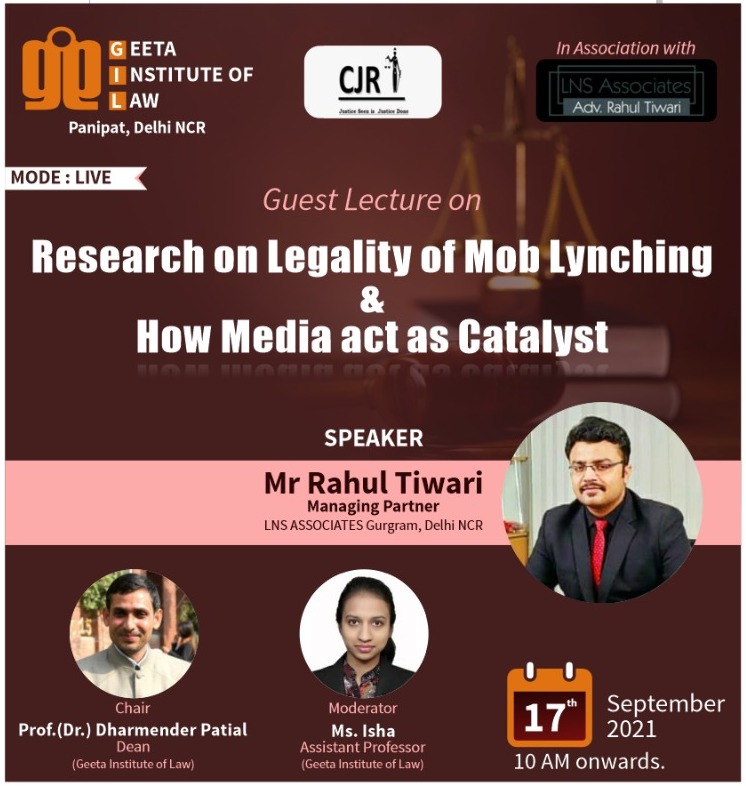 GEETA
INSTITUTE OF
LAW
Panipat, Delhi NCR
CJR
Justice Seen is Justice Done
In Association with
LNS Associates
Adv. Rahul Tiwari
MODE : LIVE
Guest Lecture on
Research on Legality of Mob Lynching
&
How Media act as Catalyst
SPEAKER
Mr Rahul Tiwari
Managing Partner
LNS ASSOCIATES Gurgram, Delhi NCR
Chair
Prof.(Dr.) Dharmender Patial
Dean
(Geeta Institute of Law)
Moderator
Ms. Isha
Assistant Professor
(Geeta Institute of Law)
17th
September
2021
10 AM onwards.